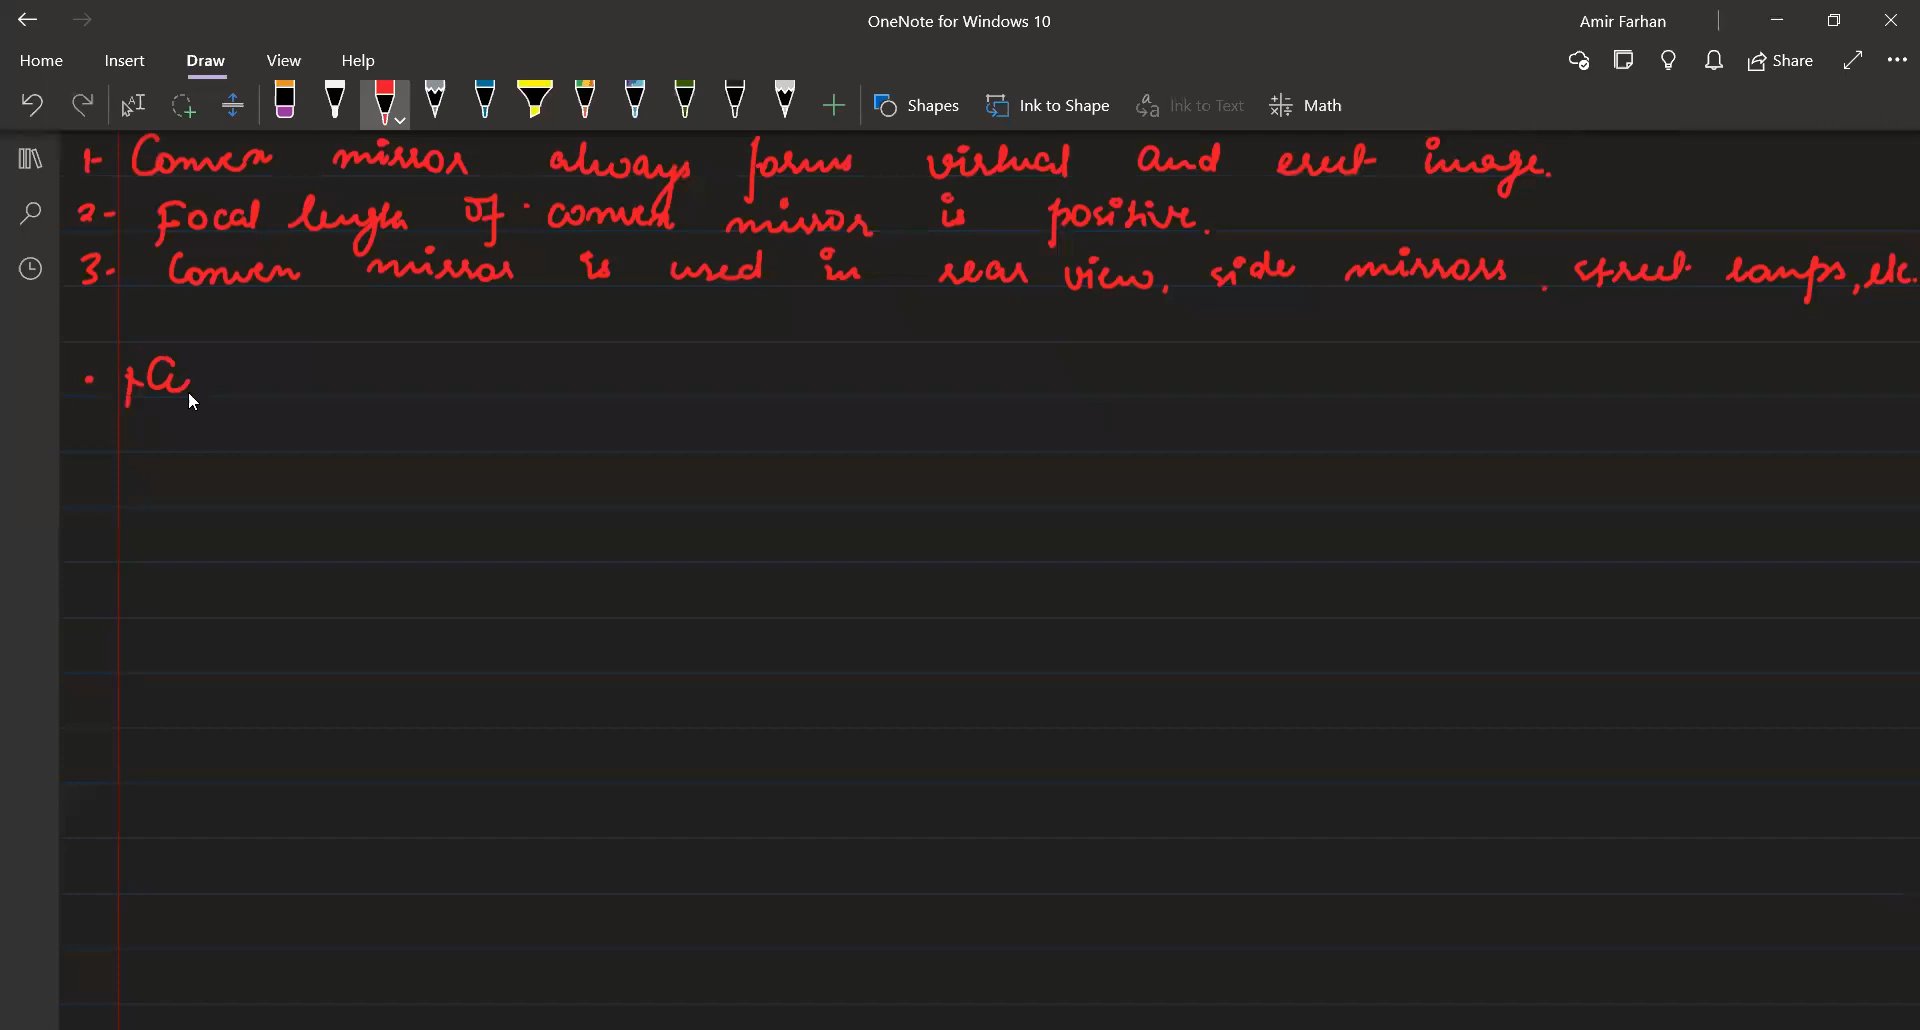 OneNote for Windows 10
Amir Farhan
Home Insert Draw View Help
Share
Shapes Ink to Shape Ink to Text Math
1- Convex mirror always forms virtual and erect image.
2- Focal length of convex mirror is positive.
3- Convex mirror is used in rear view, side mirrors, street lamps, etc.